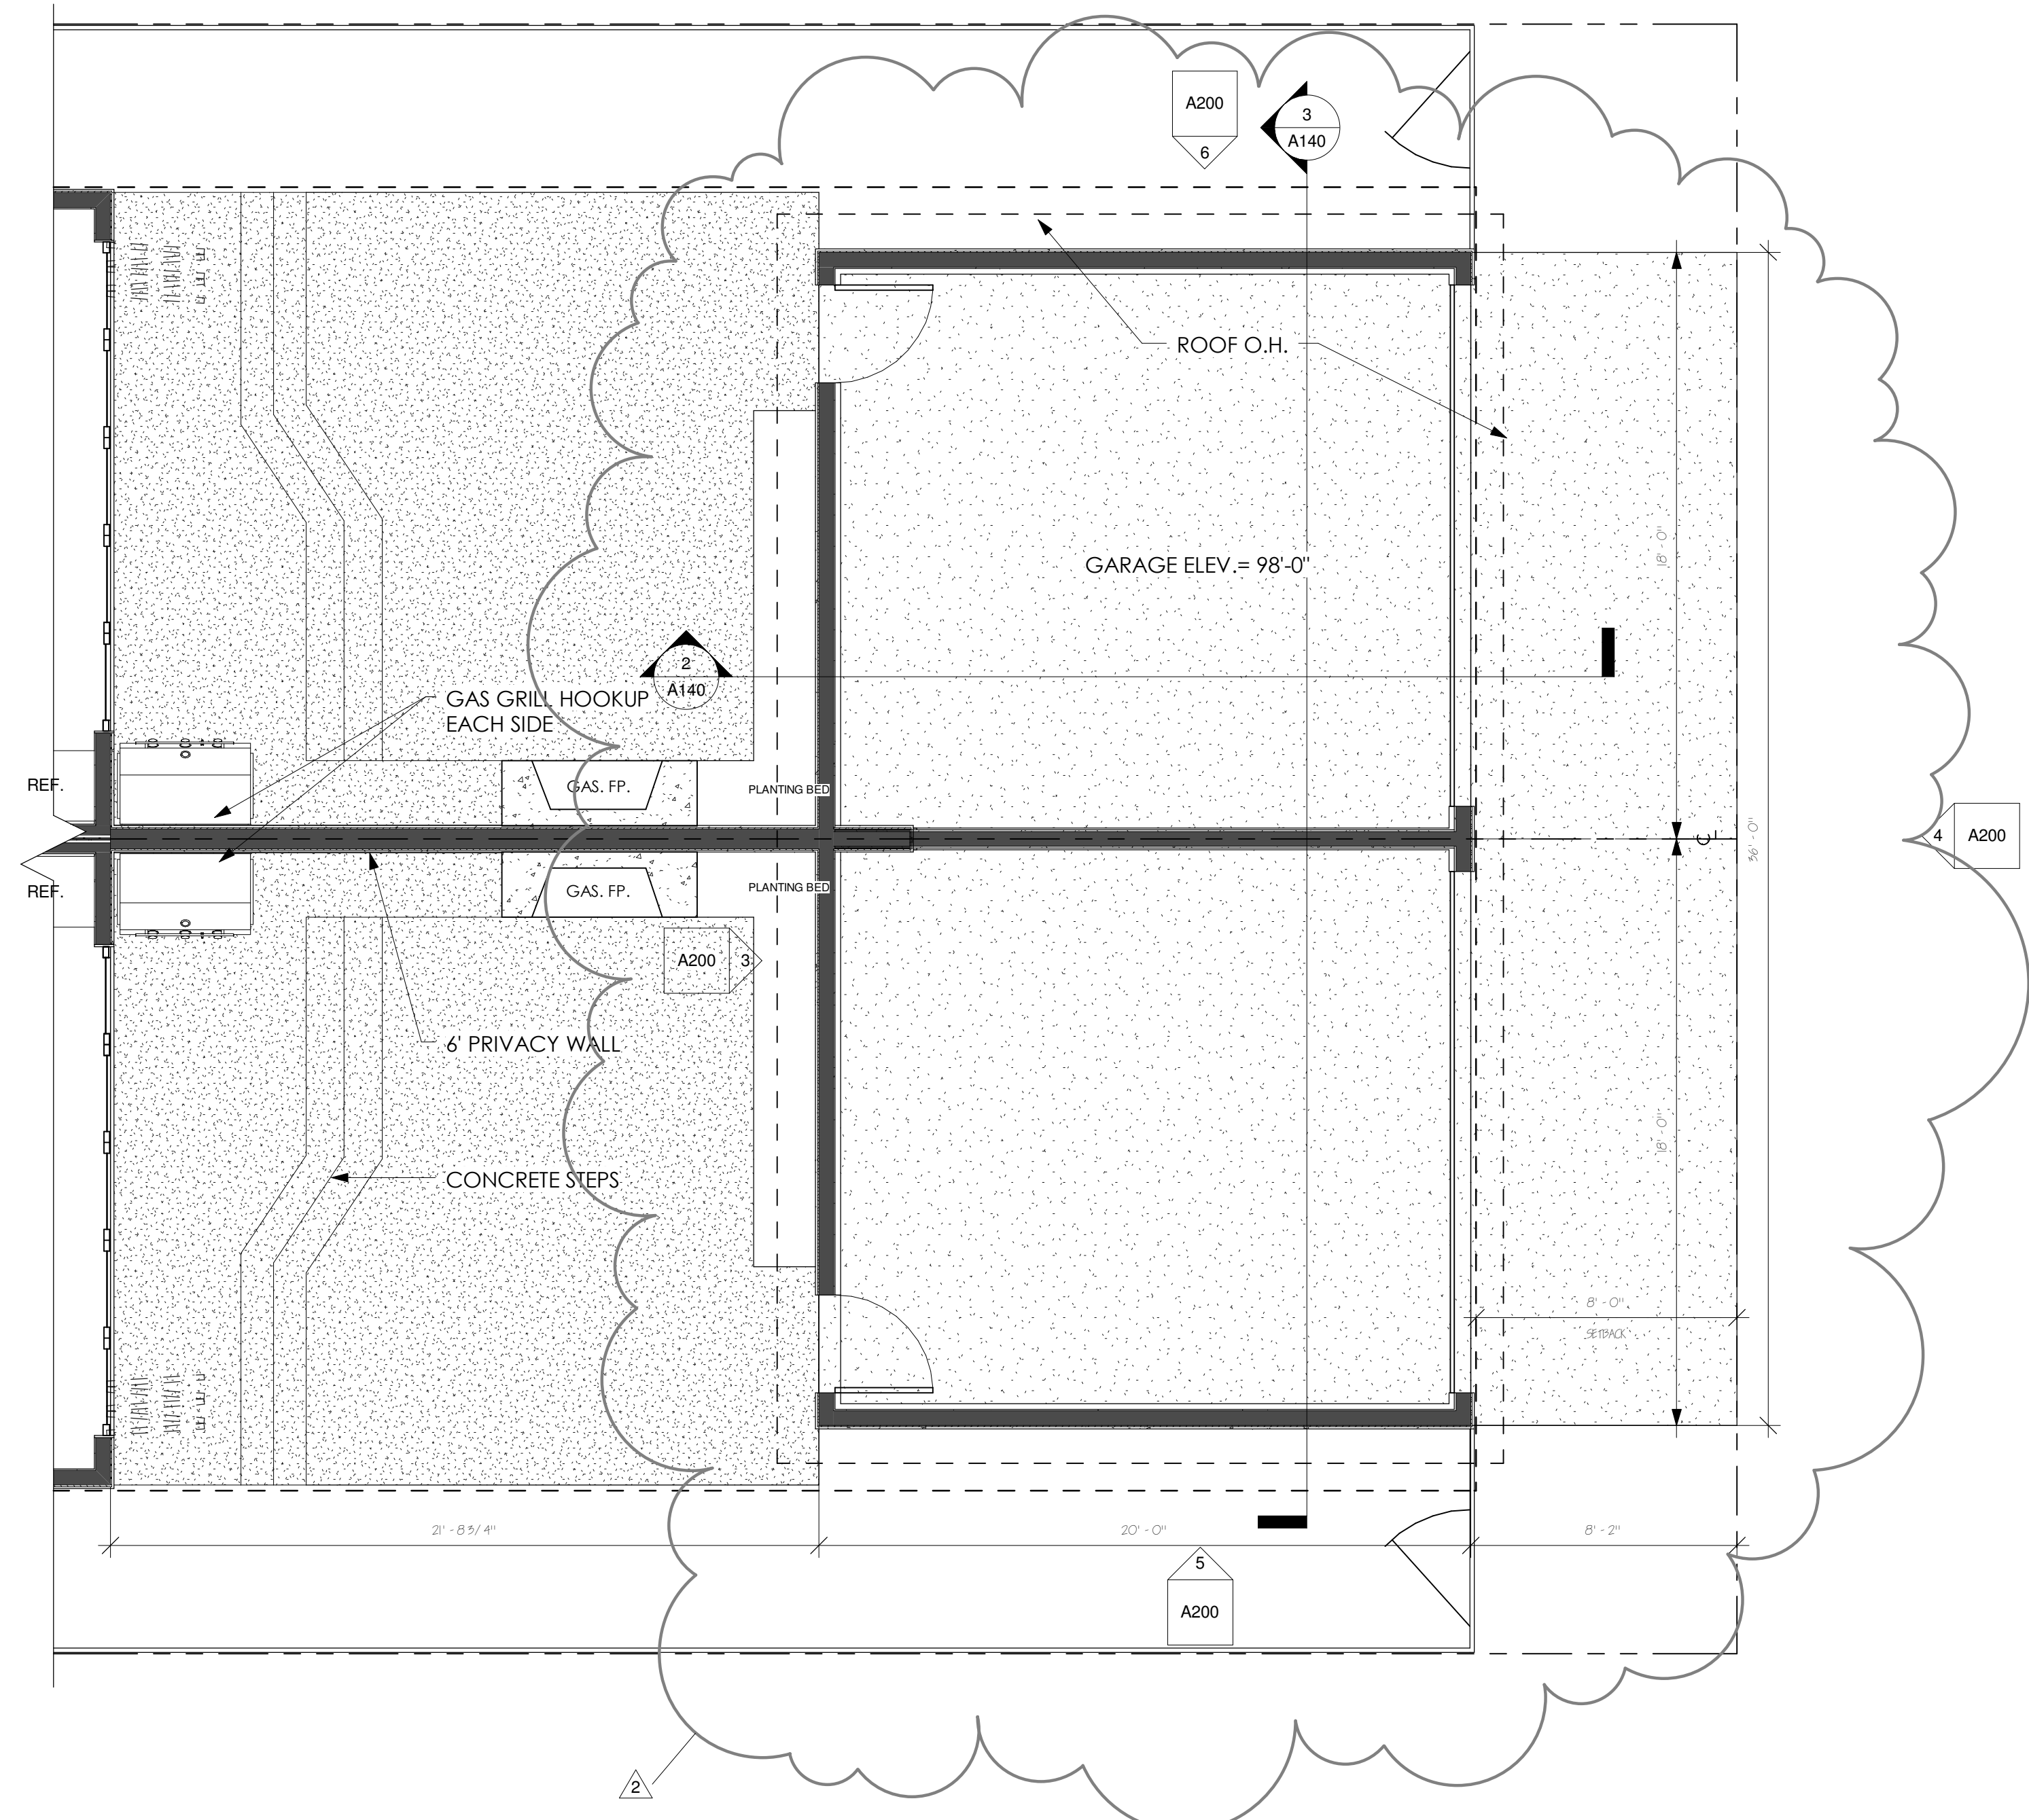 A200
6
3
A140
ROOF O.H.
18' - 0"
GARAGE ELEV.= 98'-0"
2
A140
GAS GRILL HOOKUP
EACH SIDE
REF.
GAS. FP.
PLANTING BED
36' - 0"
4
A200
REF.
GAS. FP.
PLANTING BED
A200
3
6' PRIVACY WALL
18' - 0"
CONCRETE STEPS
8' - 0"
SETBACK
21' - 8 3/4"
20' - 0"
8' - 2"
5
A200
2